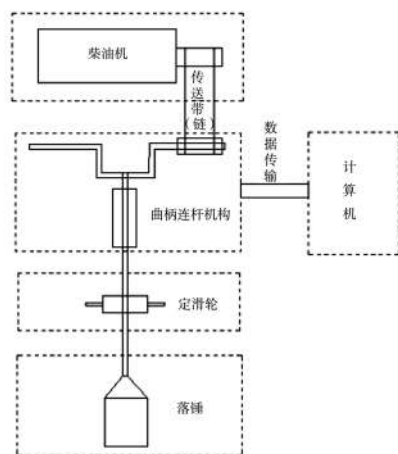 柴油机
传送带(链)
数据传输
计算机
曲柄连杆机构
定滑轮
落锤